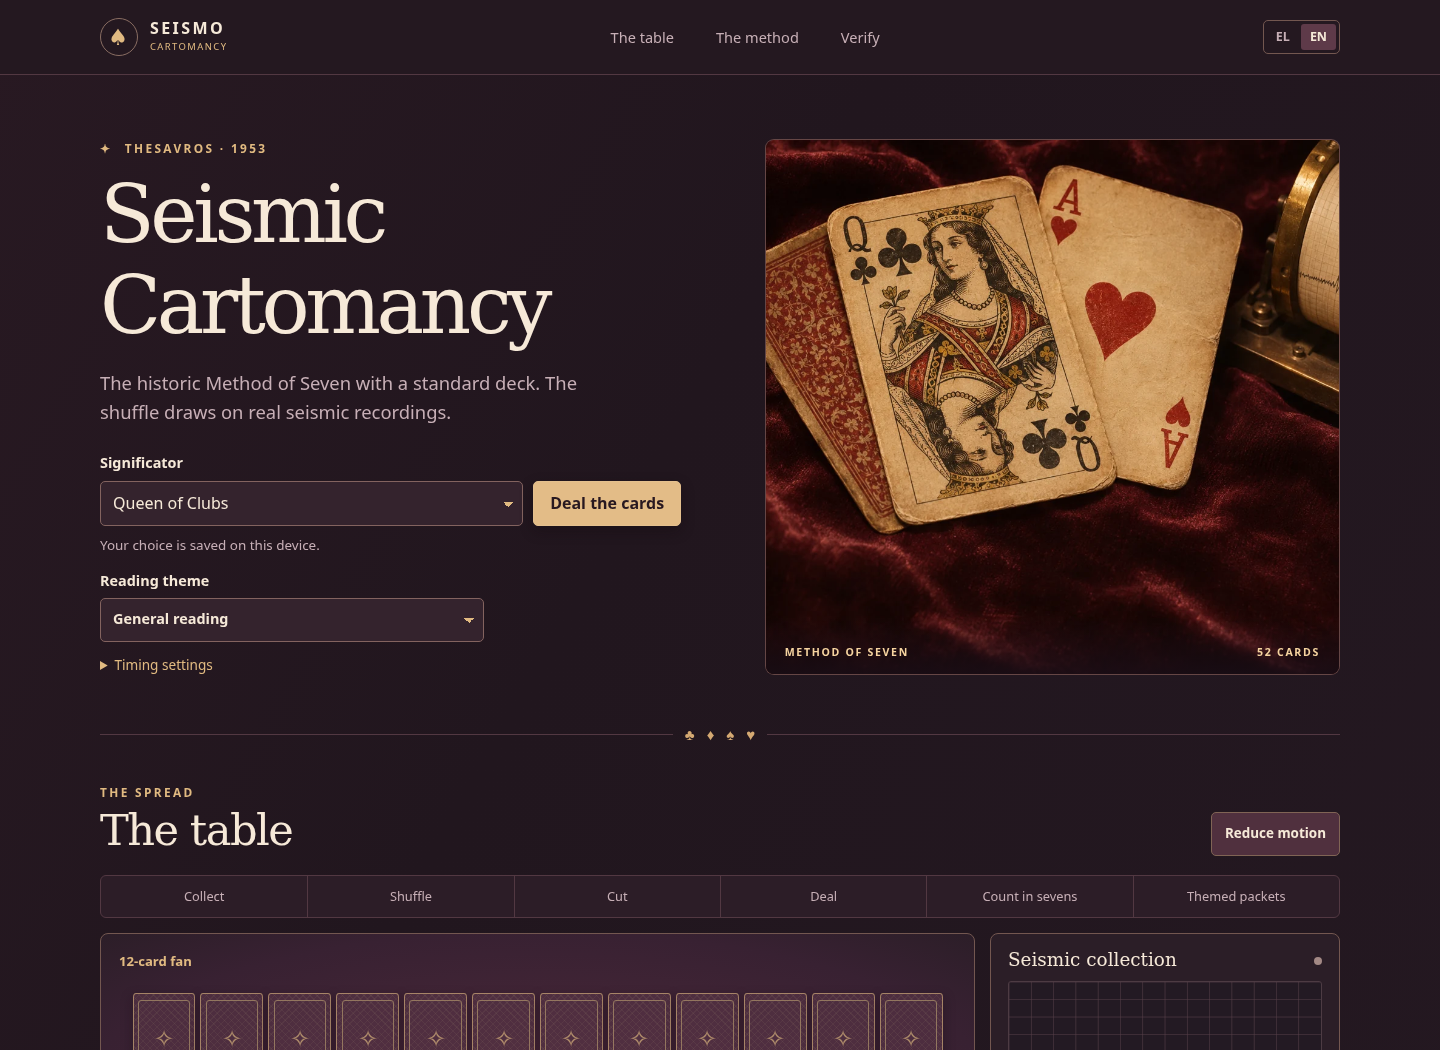 SEISMO
CARTOMANCY
The table
The method
Verify
EL
EN
✦ THESAVROS · 1953
Seismic
Cartomancy
The historic Method of Seven with a standard deck. The
shuffle draws on real seismic recordings.
Significator
Queen of Clubs
Deal the cards
Your choice is saved on this device.
Reading theme
General reading
Timing settings
Q
A
A
Q
METHOD OF SEVEN
52 CARDS
♣ ♦ ♠ ♥
THE SPREAD
The table
Reduce motion
Collect
Shuffle
Cut
Deal
Count in sevens
Themed packets
12-card fan
Seismic collection